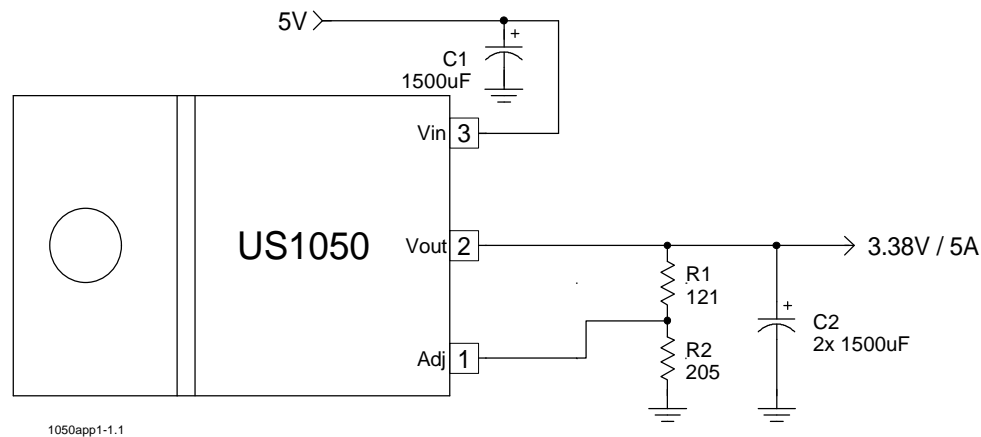 5V
+
C1
1500uF
Vin 3
US1050
Vout 2
3.38V / 5A
R1
121
+
C2
2x 1500uF
Adj 1
R2
205
1050app1-1.1